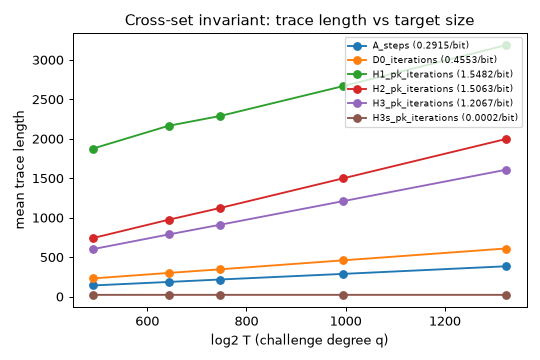 Cross-set invariant: trace length vs target size
A_steps (0.2915/bit)
D0_iterations (0.4553/bit)
H1_pk_iterations (1.5482/bit)
H2_pk_iterations (1.5063/bit)
H3_pk_iterations (1.2067/bit)
H3s_pk_iterations (0.0002/bit)
mean trace length
3000
2500
2000
1500
1000
500
0
600
800
1000
1200
log2 T (challenge degree q)